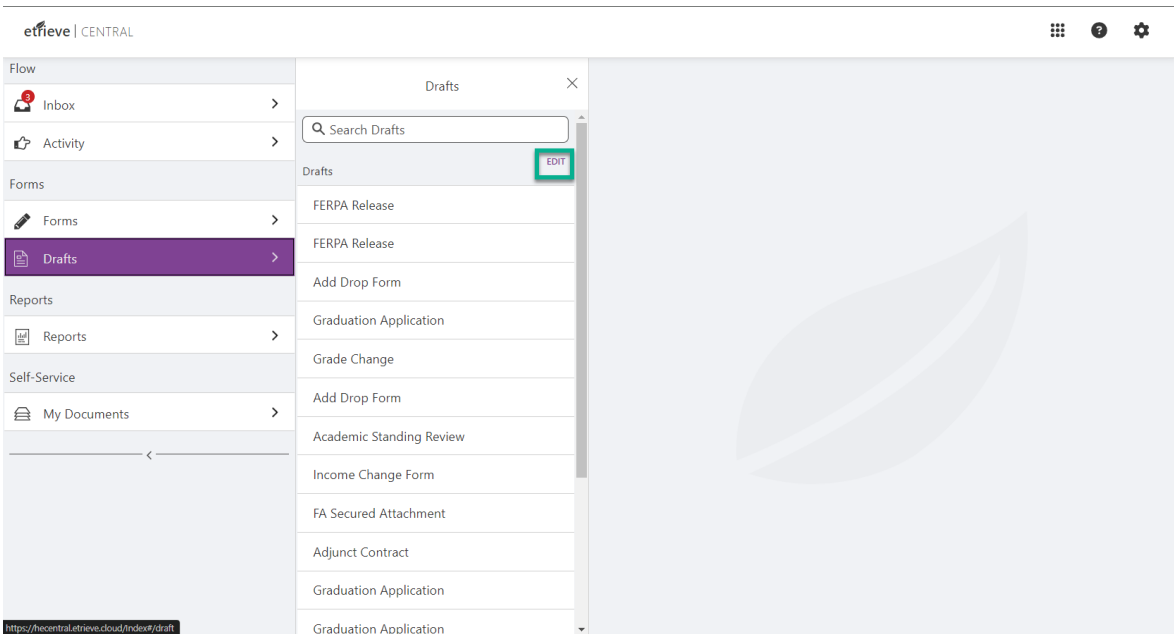 etrieve | CENTRAL
Flow
3
Inbox
Activity
Forms
Forms
Drafts
Reports
Reports
Self-Service
My Documents
https://hecentral.etrieve.cloud/Index#/draft
Drafts
Search Drafts
Drafts
EDIT
FERPA Release
FERPA Release
Add Drop Form
Graduation Application
Grade Change
Add Drop Form
Academic Standing Review
Income Change Form
FA Secured Attachment
Adjunct Contract
Graduation Application
Graduation Application